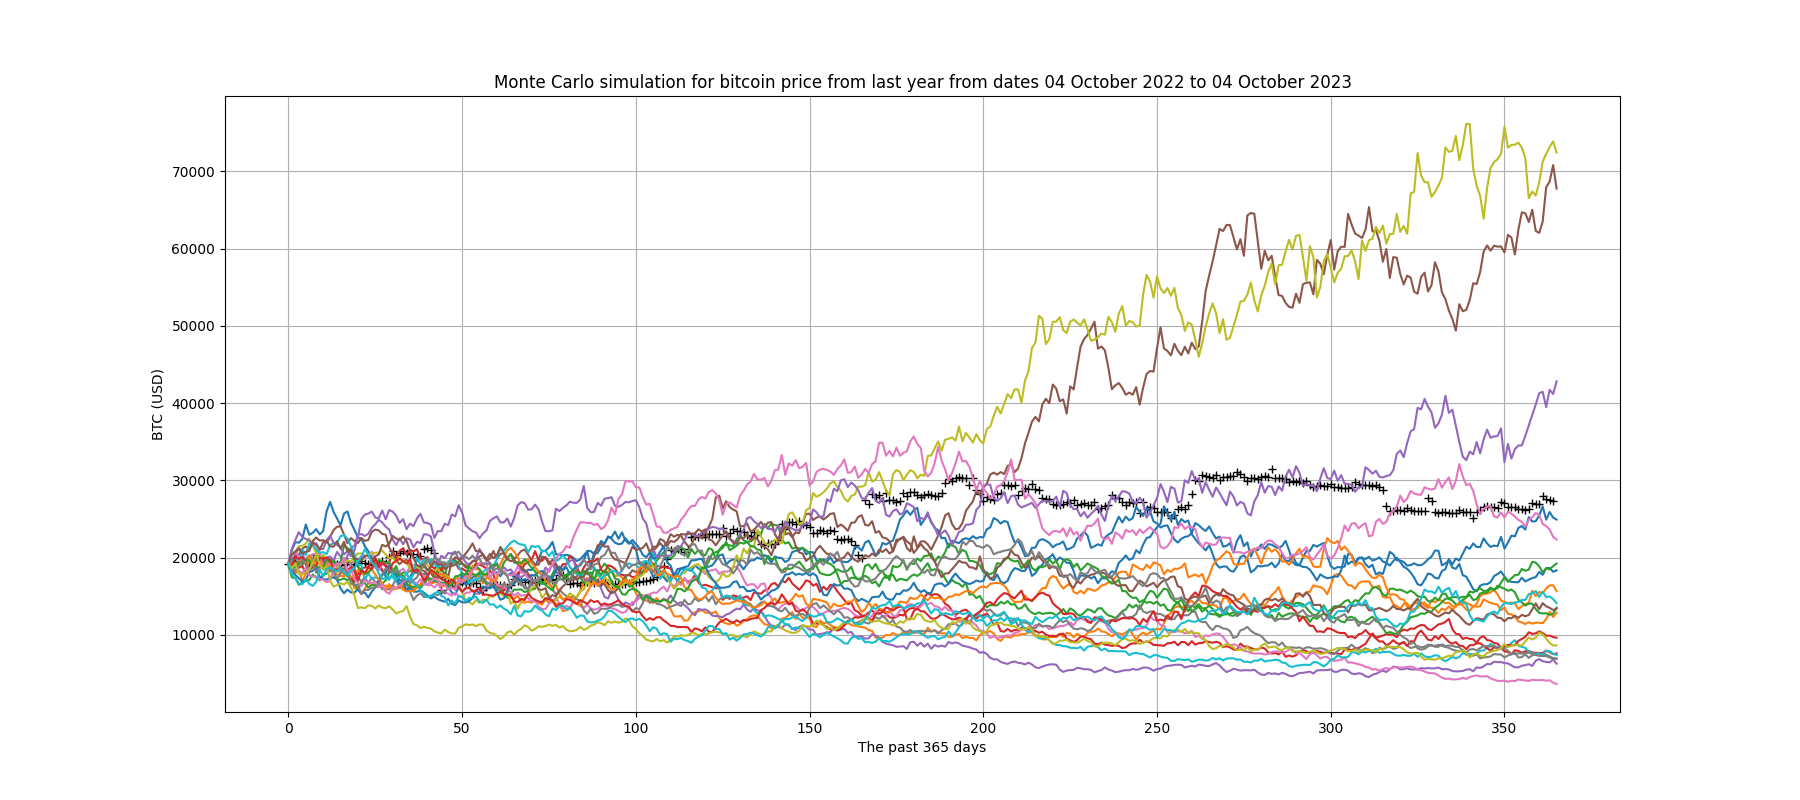 Monte Carlo simulation for bitcoin price from last year from dates 04 October 2022 to 04 October 2023
70000
60000
50000
40000
30000
20000
10000
BTC (USD)
0 50 100 150 200 250 300 350
The past 365 days